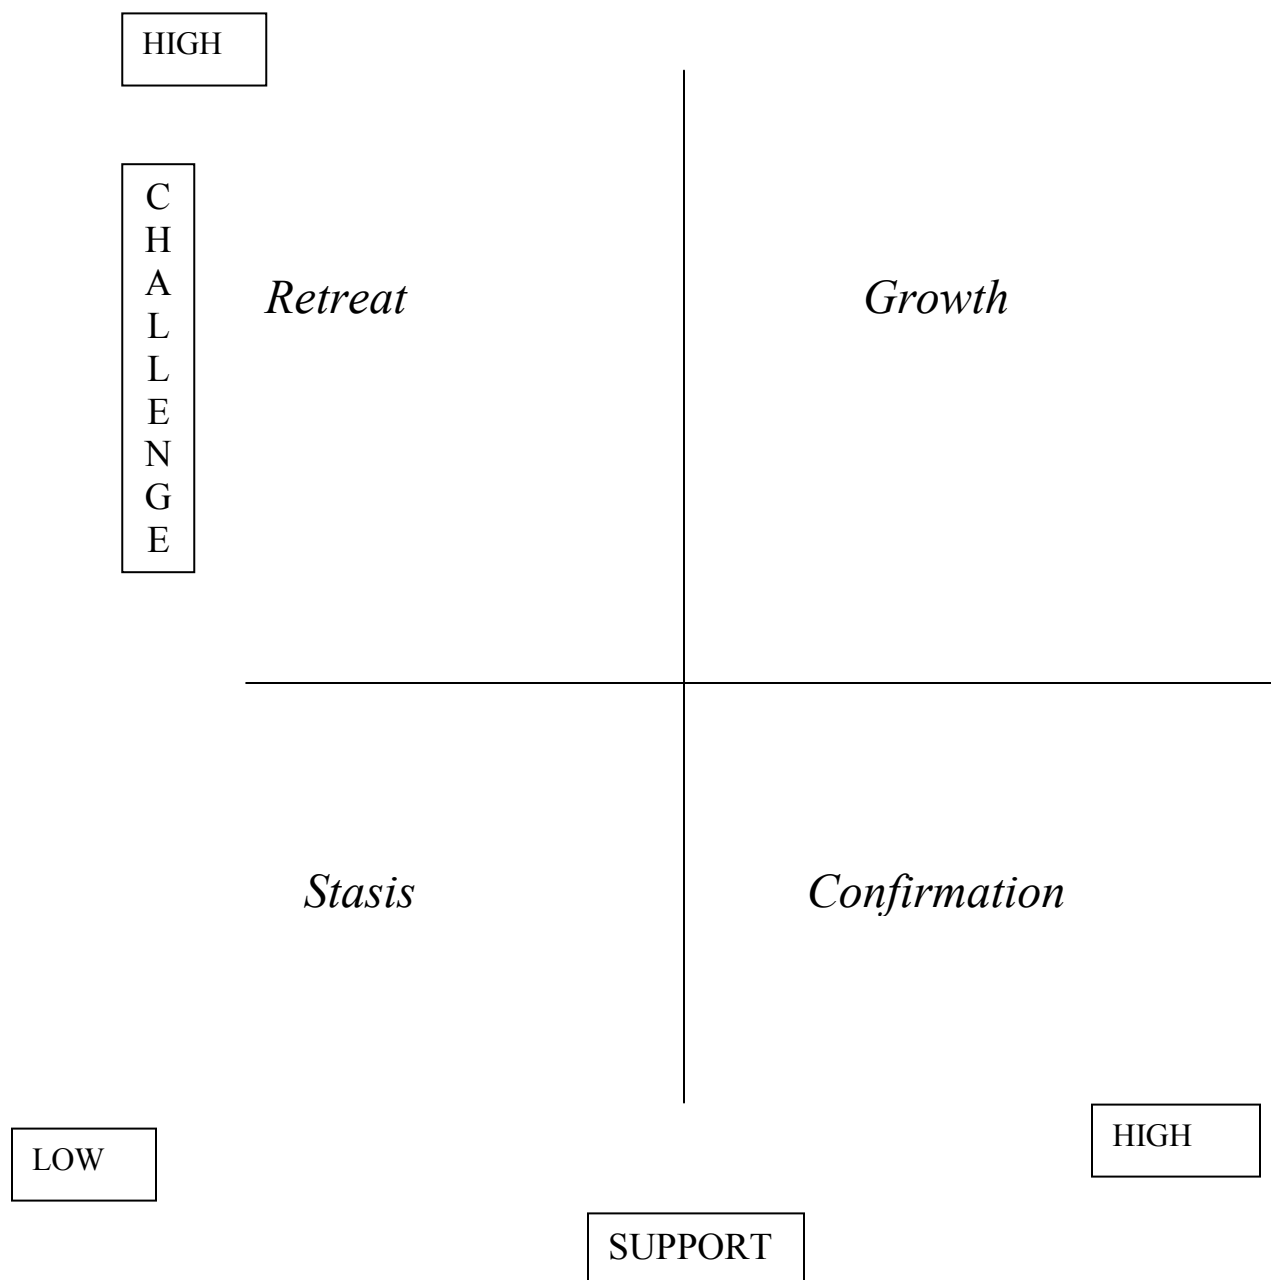 HIGH
C
H
A
L
L
E
N
G
E
Retreat
Growth
Stasis
Confirmation
LOW
HIGH
SUPPORT